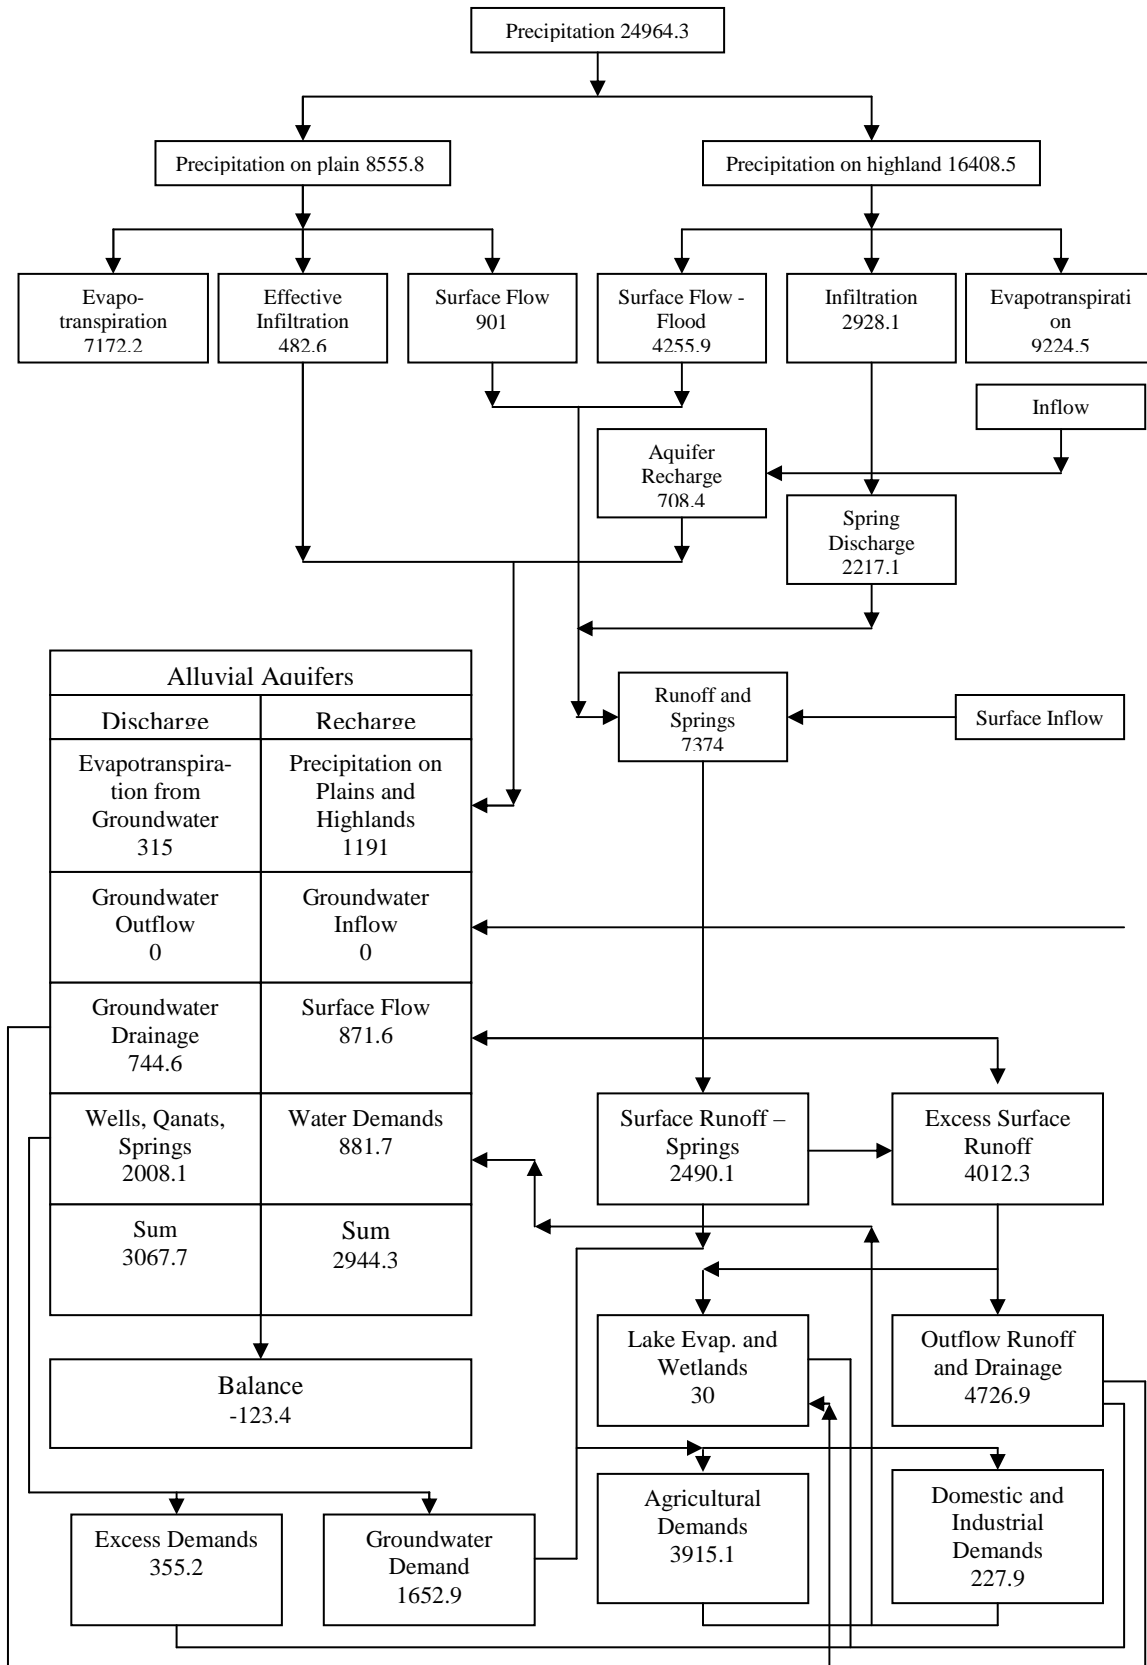 Precipitation 24964.3
Precipitation on plain 8555.8
Precipitation on highland 16408.5
Evapo-
transpiration
7172.2
Effective
Infiltration
482.6
Surface Flow
901
Surface Flow -
Flood
4255.9
Infiltration
2928.1
Evapotranspirati
on
9224.5
Inflow
Aquifer
Recharge
708.4
Spring
Discharge
2217.1
Runoff and
Springs
7374
Surface Inflow
Alluvial Aquifers
Discharge
Recharge
Evapotranspira-
tion from
Groundwater
315
Precipitation on
Plains and
Highlands
1191
Groundwater
Outflow
0
Groundwater
Inflow
0
Groundwater
Drainage
744.6
Surface Flow
871.6
Wells, Qanats,
Springs
2008.1
Water Demands
881.7
Sum
3067.7
Sum
2944.3
Balance
-123.4
Surface Runoff –
Springs
2490.1
Excess Surface
Runoff
4012.3
Lake Evap. and
Wetlands
30
Outflow Runoff
and Drainage
4726.9
Excess Demands
355.2
Groundwater
Demand
1652.9
Agricultural
Demands
3915.1
Domestic and
Industrial
Demands
227.9